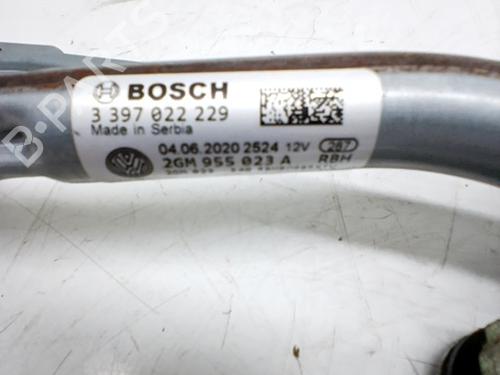 BOSCH
3 397 022 229
Made in Serbia
04.06.2020 2524 12V 287
2GM 955 023 A RBH
B-PARTS